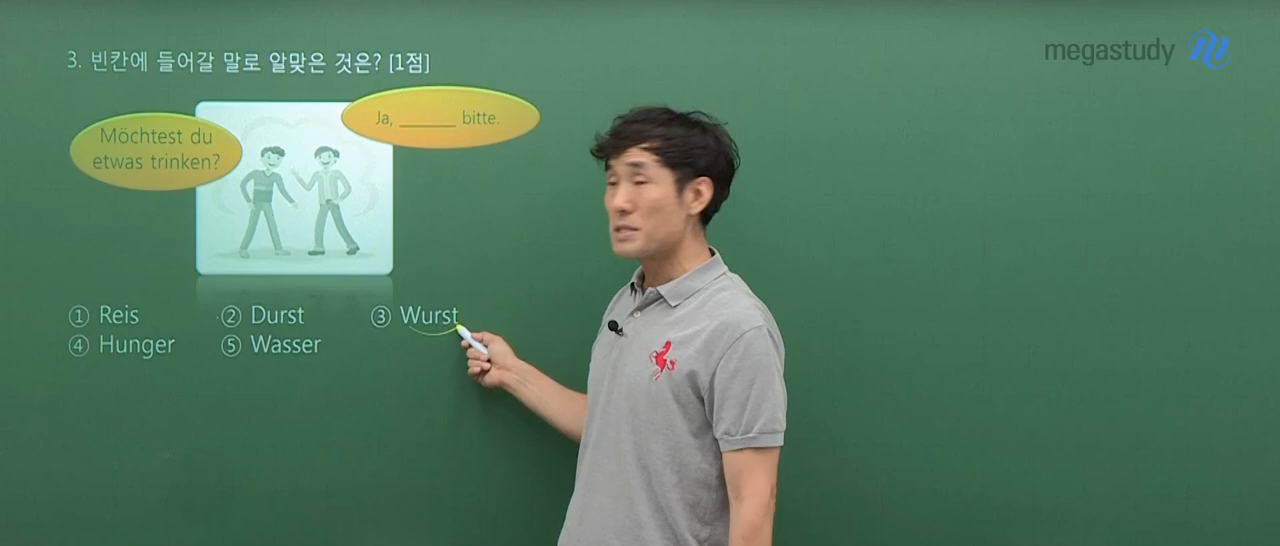 megastudy
3. 빈칸에 들어갈 말로 알맞은 것은? [1점]
Möchtest du
etwas trinken?
Ja, ______ bitte.
① Reis ② Durst ③ Wurst
④ Hunger ⑤ Wasser